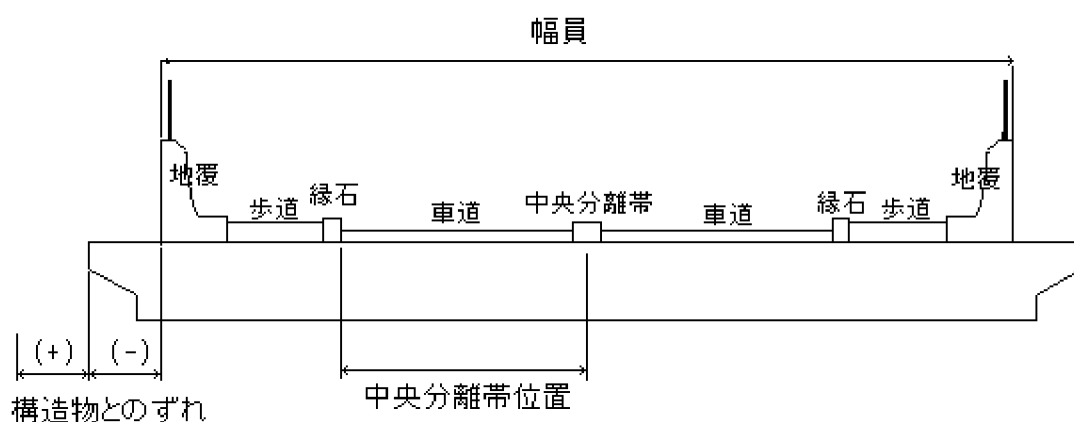 幅員
地覆
歩道
縁石
車道
中央分離帯
車道
縁石
歩道
地覆
(+)
(-)
中央分離帯位置
構造物とのずれ